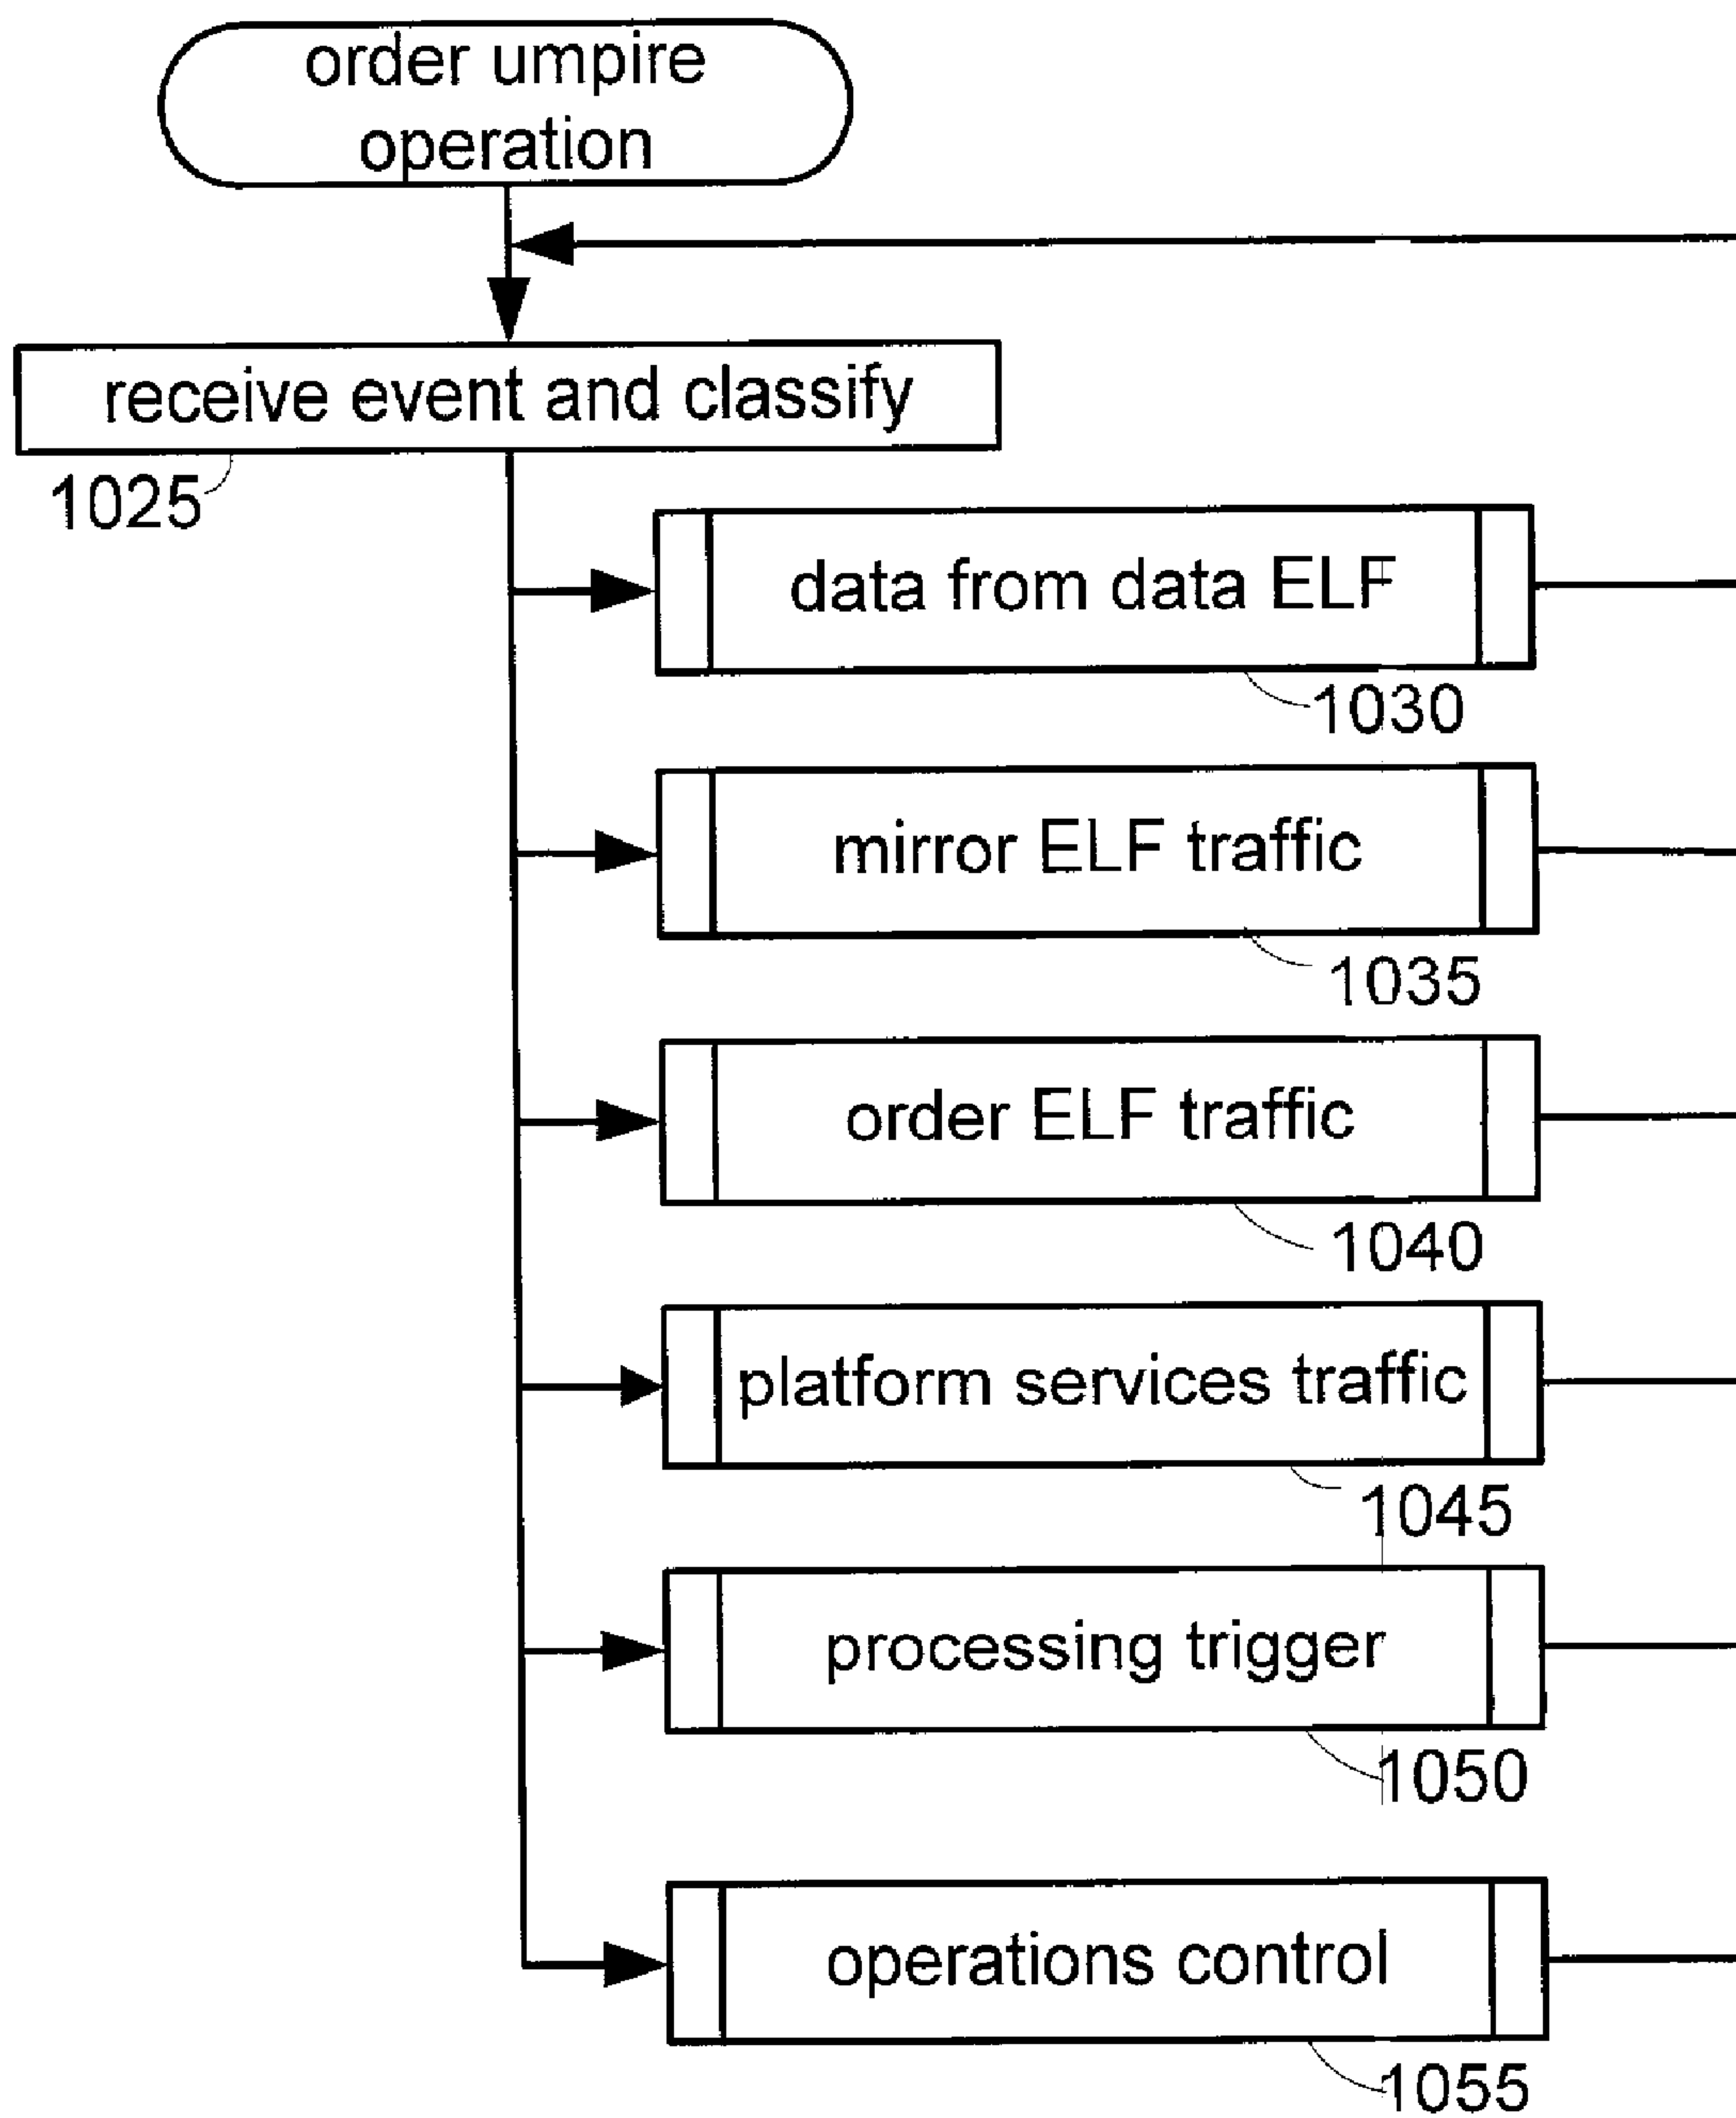 order umpire
operation
receive event and classify
1025
data from data ELF
1030
mirror ELF traffic
1035
order ELF traffic
1040
platform services traffic
1045
processing trigger
1050
operations control
1055